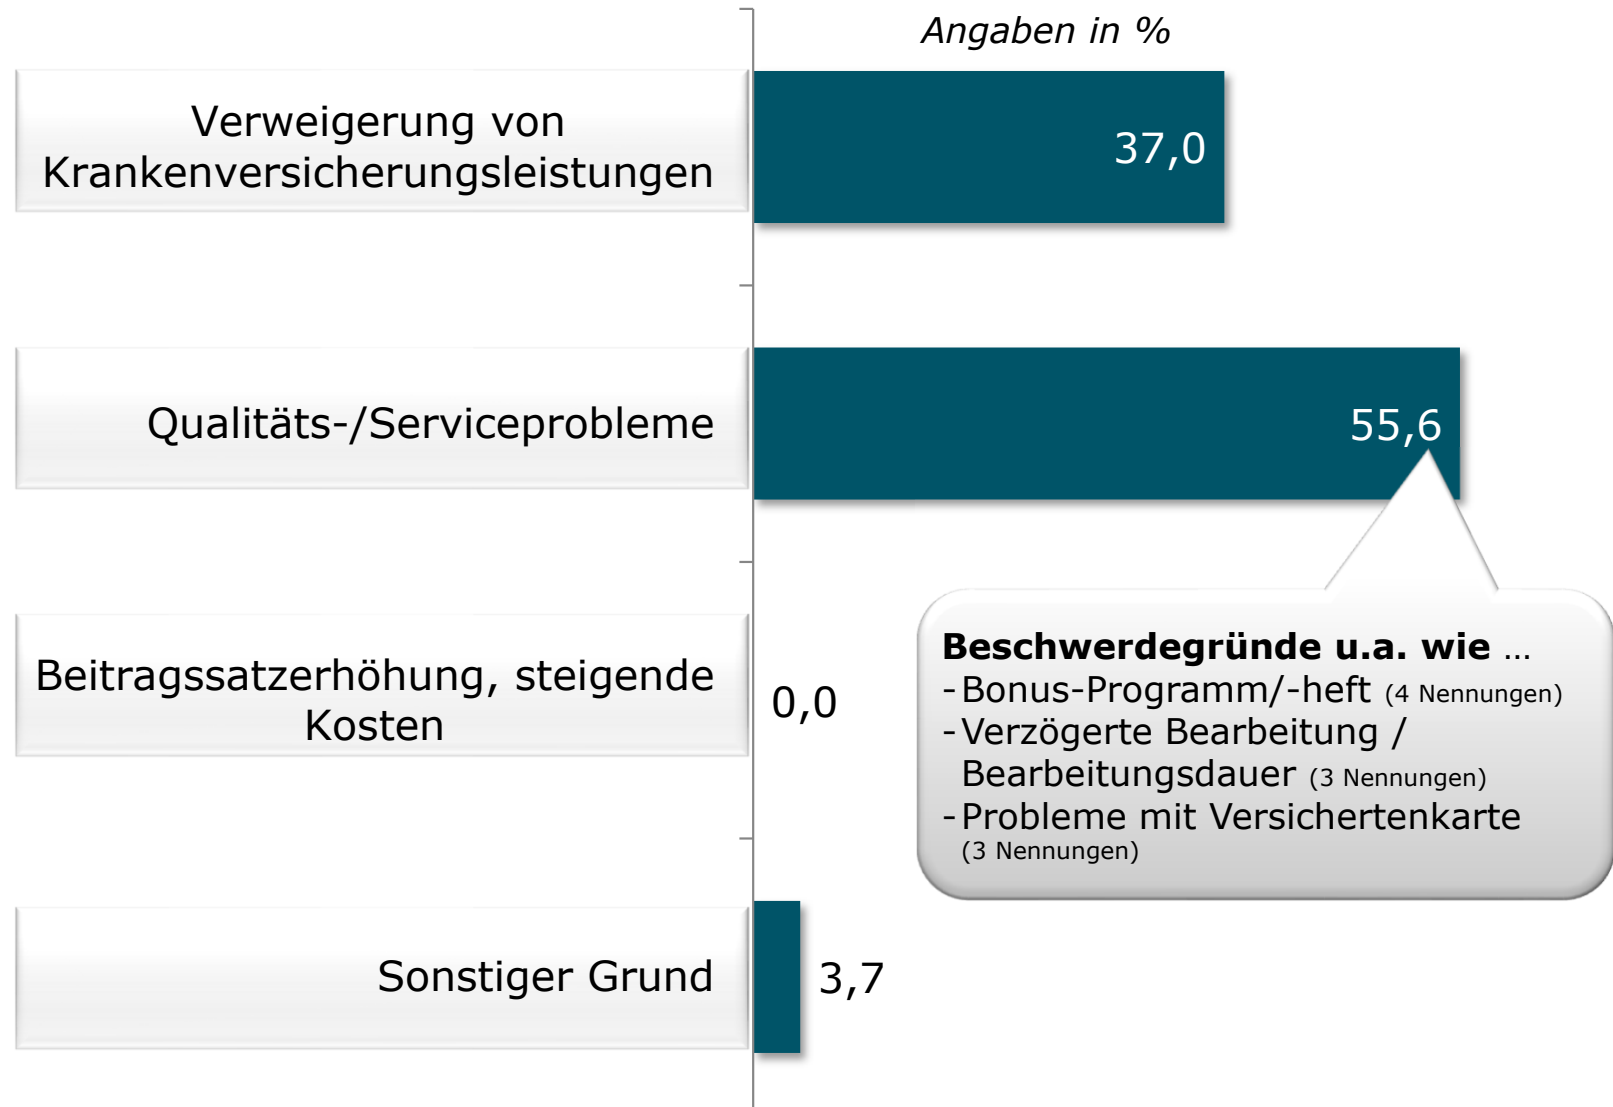 Angaben in %
Verweigerung von
Krankenversicherungsleistungen
37,0
Qualitäts-/Serviceprobleme
55,6
Beitragssatzerhöhung, steigende
Kosten
0,0
Beschwerdegründe u.a. wie ...
-Bonus-Programm/-heft (4 Nennungen)
-Verzögerte Bearbeitung /
Bearbeitungsdauer (3 Nennungen)
-Probleme mit Versichertenkarte
(3 Nennungen)
Sonstiger Grund
3,7